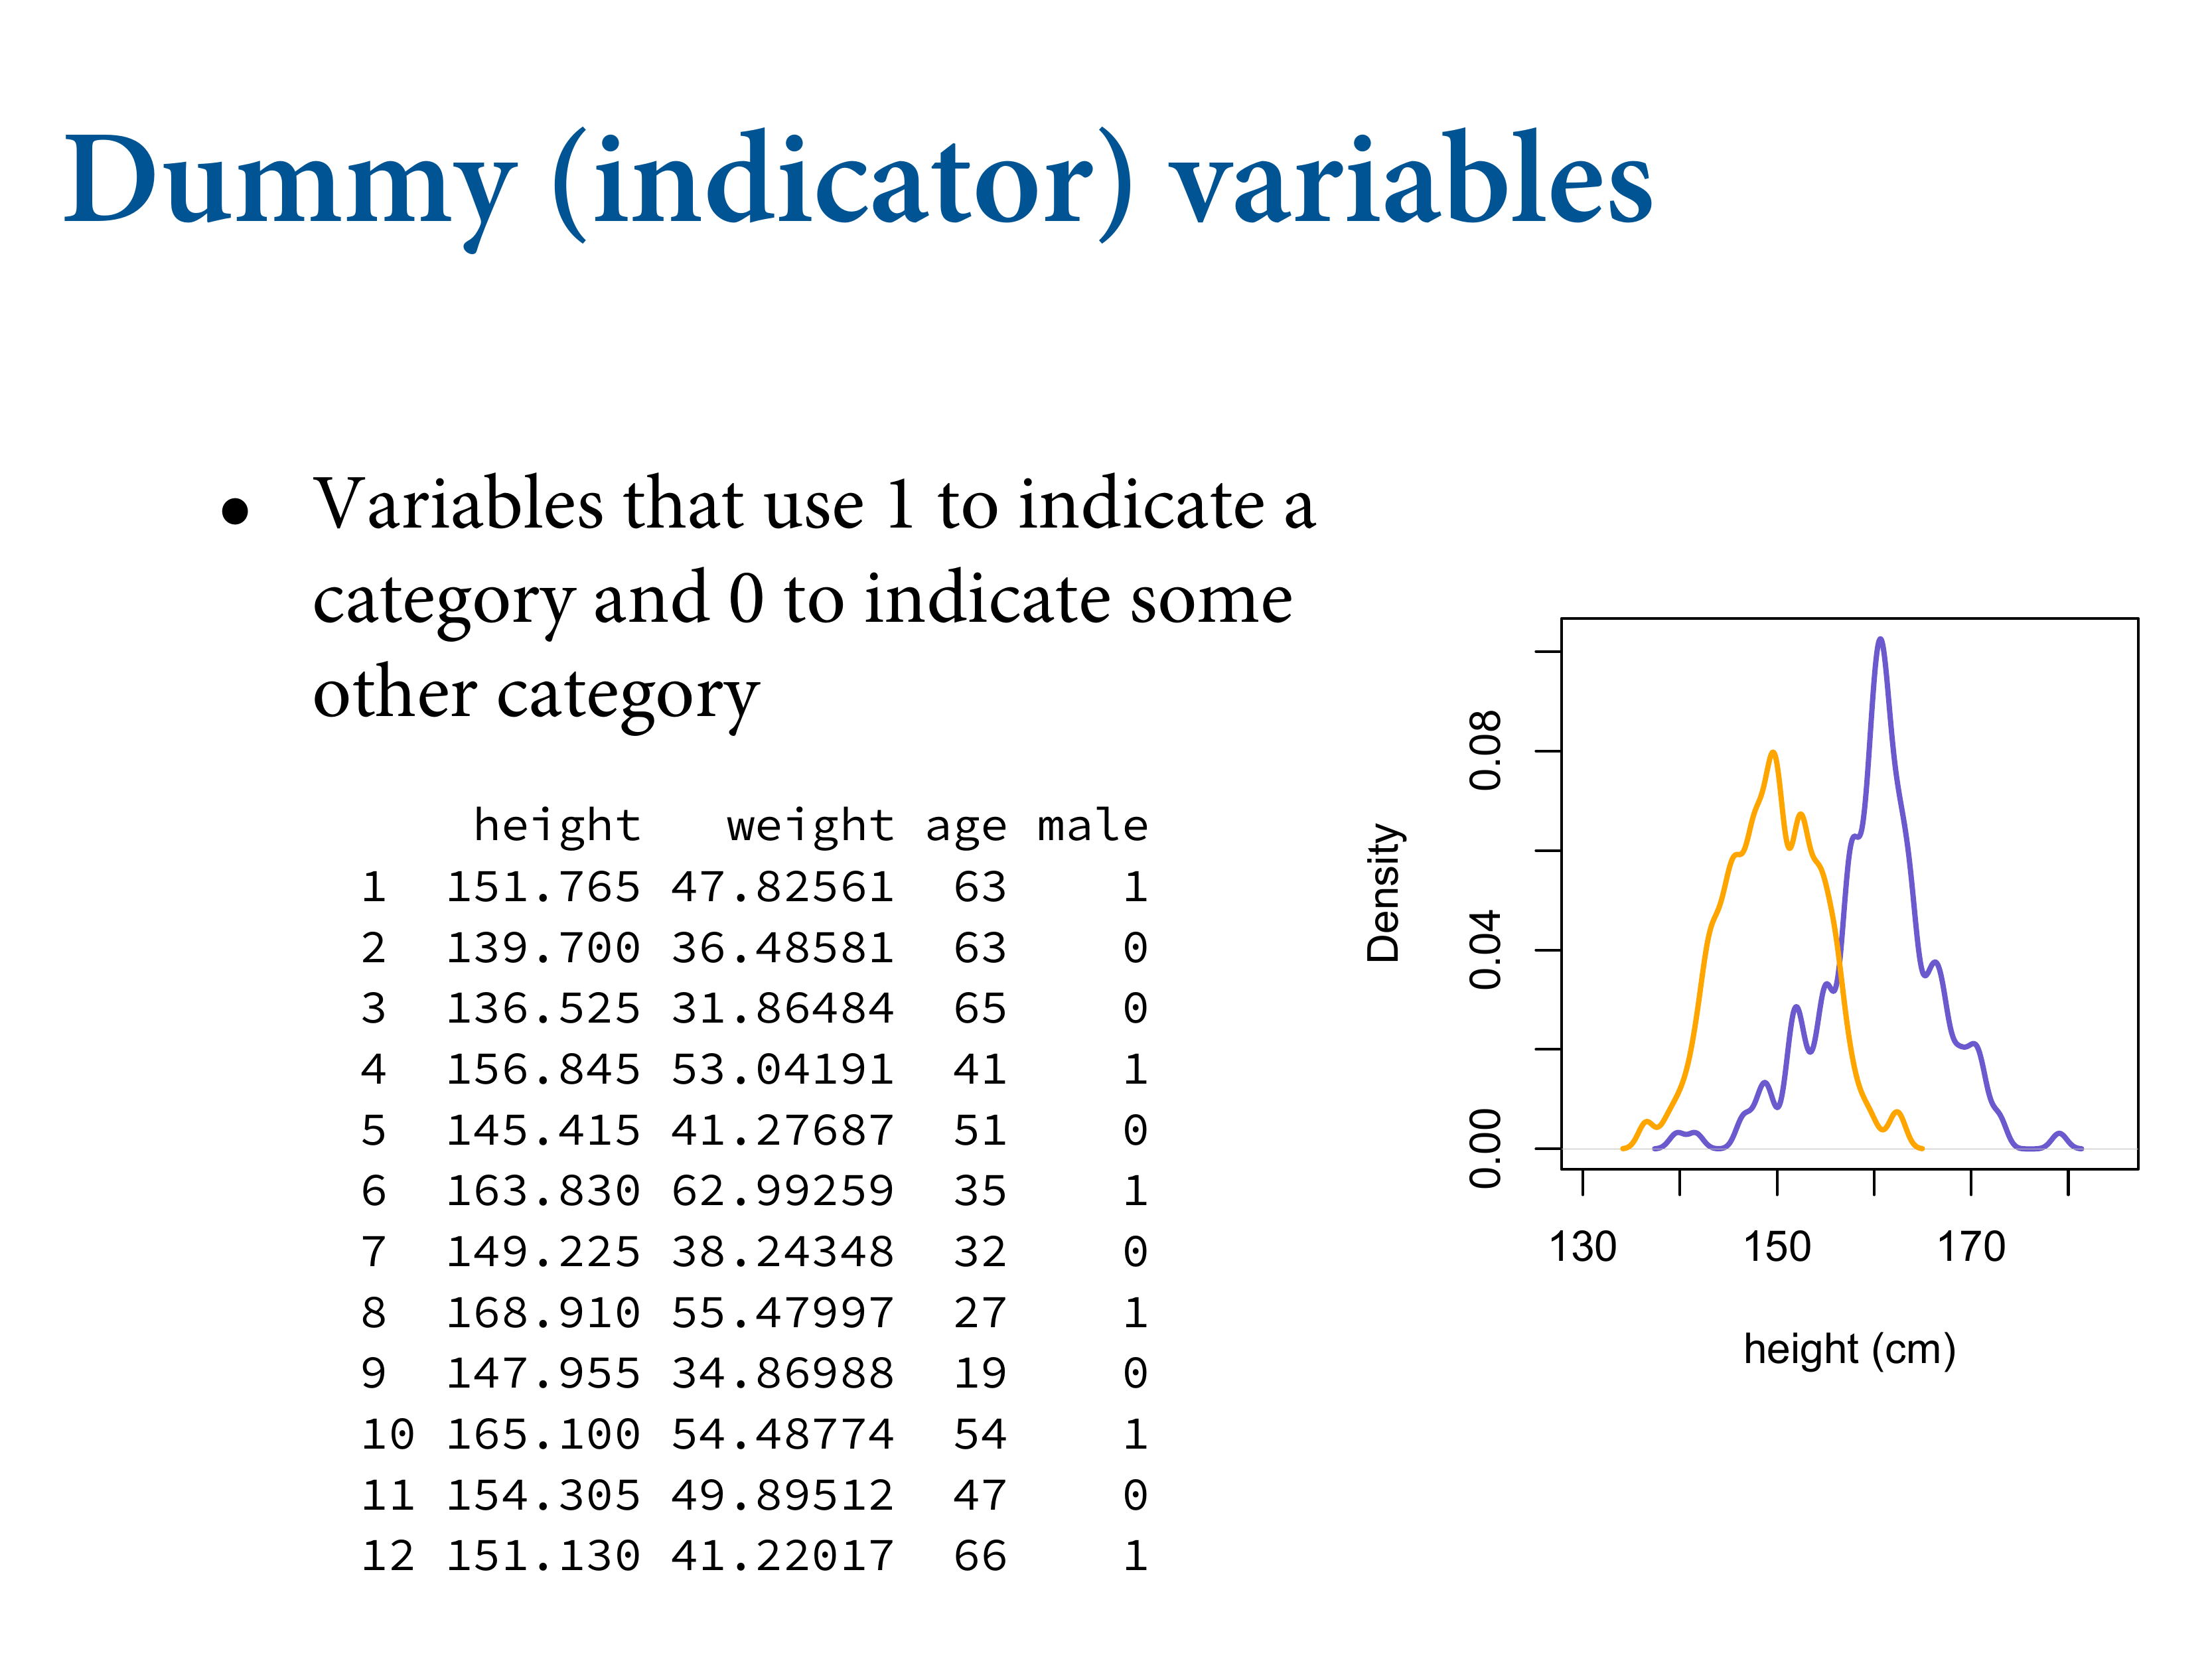 Dummy (indicator) variables
• Variables that use 1 to indicate a
category and 0 to indicate some
other category
height weight age male
1 151.765 47.82561 63 1
2 139.700 36.48581 63 0
3 136.525 31.86484 65 0
4 156.845 53.04191 41 1
5 145.415 41.27687 51 0
6 163.830 62.99259 35 1
7 149.225 38.24348 32 0
8 168.910 55.47997 27 1
9 147.955 34.86988 19 0
10 165.100 54.48774 54 1
11 154.305 49.89512 47 0
12 151.130 41.22017 66 1
Density
0.08
0.04
0.00
130 150 170
height (cm)